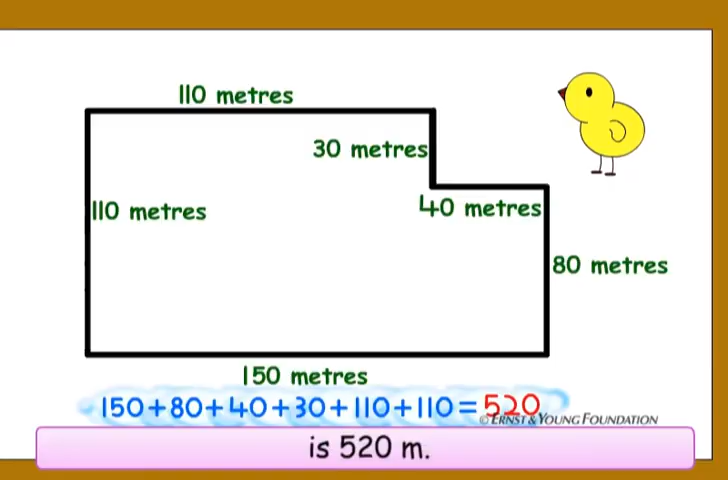 110 metres
30 metres
110 metres
40 metres
80 metres
150 metres
150+80+40+30+110+110=520
© ERNST & YOUNG FOUNDATION
is 520 m.